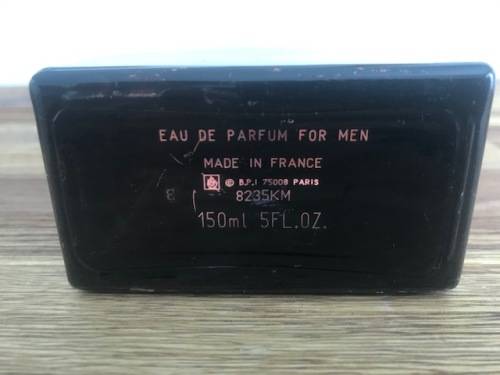 EAU DE PARFUM FOR MEN
MADE IN FRANCE
© B.P.I 75008 PARIS
8235KM
150ml 5FL.OZ.